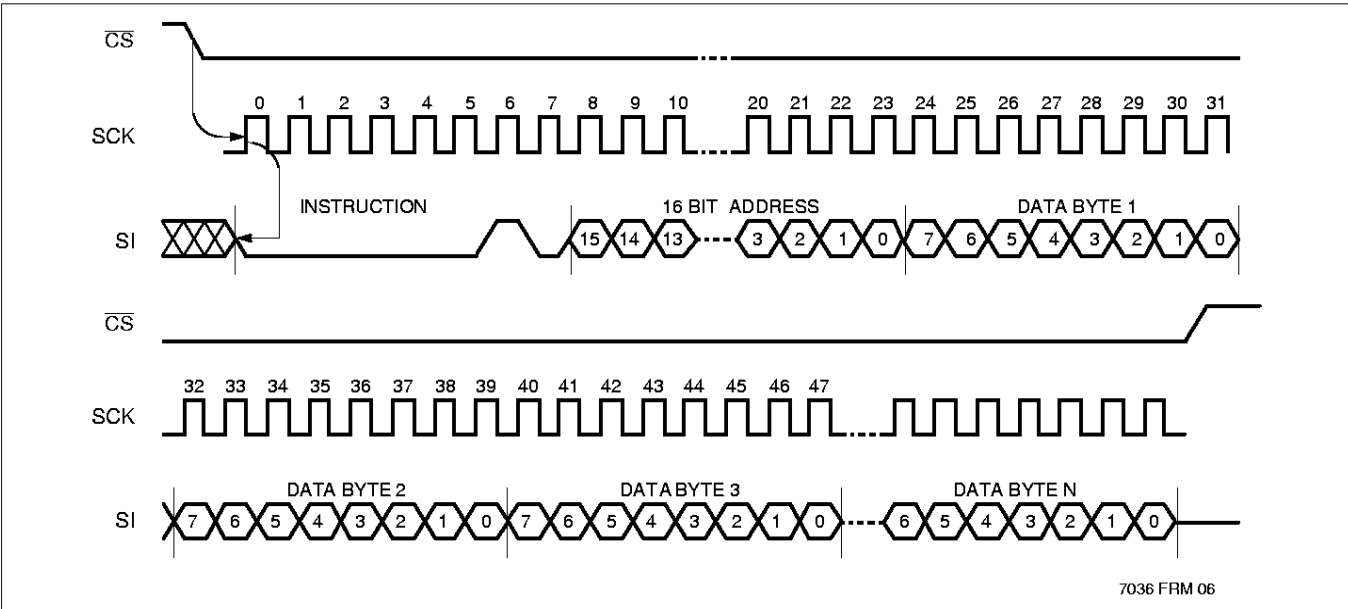 CS
0 1 2 3 4 5 6 7 8 9 10 20 21 22 23 24 25 26 27 28 29 30 31
SCK
INSTRUCTION 16 BIT ADDRESS DATA BYTE 1
SI 15 14 13 3 2 1 0 7 6 5 4 3 2 1 0
CS
32 33 34 35 36 37 38 39 40 41 42 43 44 45 46 47
SCK
DATA BYTE 2 DATA BYTE 3 DATA BYTE N
SI 7 6 5 4 3 2 1 0 7 6 5 4 3 2 1 0 6 5 4 3 2 1 0
7036 FRM 06